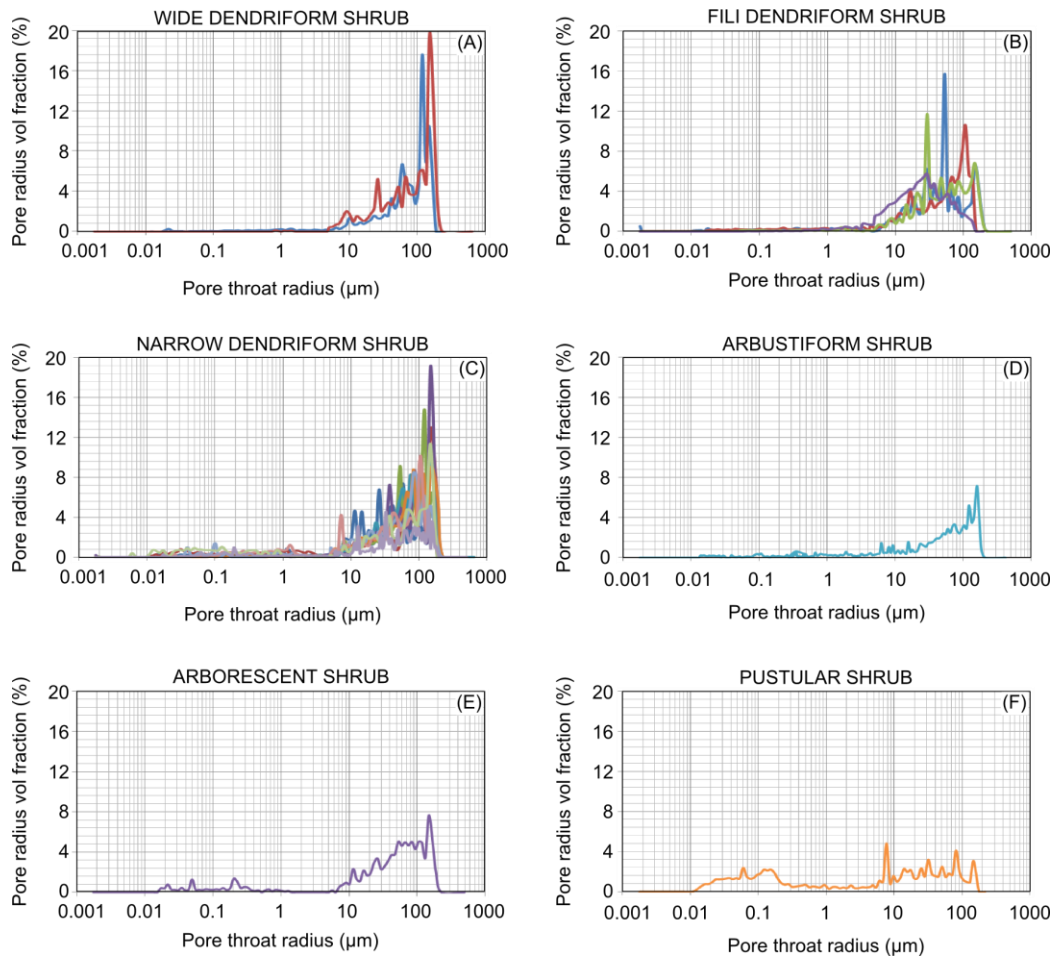 WIDE DENDRIFORM SHRUB
(A)
Pore radius vol fraction (%)
20
16
12
8
4
0
0.001 0.01 0.1 1 10 100 1000
Pore throat radius (µm)
FILI DENDRIFORM SHRUB
(B)
Pore radius vol fraction (%)
20
16
12
8
4
0
0.001 0.01 0.1 1 10 100 1000
Pore throat radius (µm)
NARROW DENDRIFORM SHRUB
(C)
Pore radius vol fraction (%)
20
16
12
8
4
0
0.001 0.01 0.1 1 10 100 1000
Pore throat radius (µm)
ARBUSTIFORM SHRUB
(D)
Pore radius vol fraction (%)
20
16
12
8
4
0
0.001 0.01 0.1 1 10 100 1000
Pore throat radius (µm)
ARBORESCENT SHRUB
(E)
Pore radius vol fraction (%)
20
16
12
8
4
0
0.001 0.01 0.1 1 10 100 1000
Pore throat radius (µm)
PUSTULAR SHRUB
(F)
Pore radius vol fraction (%)
20
16
12
8
4
0
0.001 0.01 0.1 1 10 100 1000
Pore throat radius (µm)